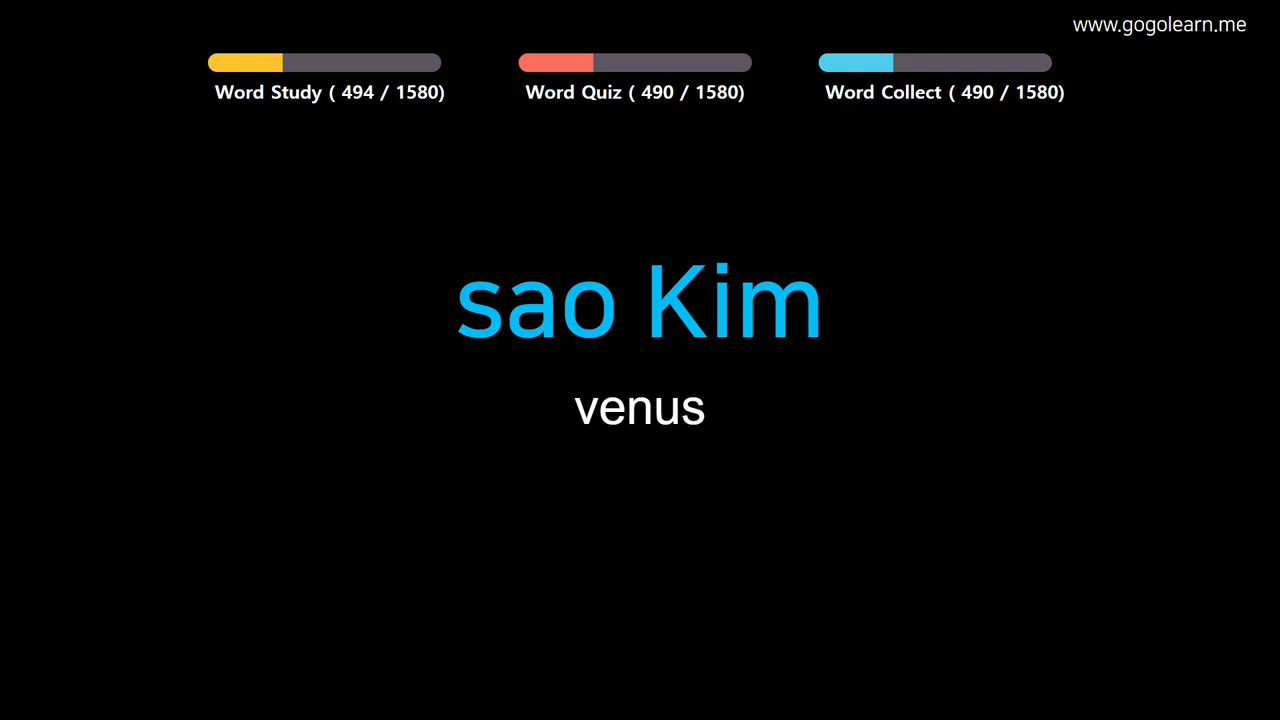 www.gogolearn.me
Word Study ( 494 / 1580)
Word Quiz ( 490 / 1580)
Word Collect ( 490 / 1580)
sao Kim
venus